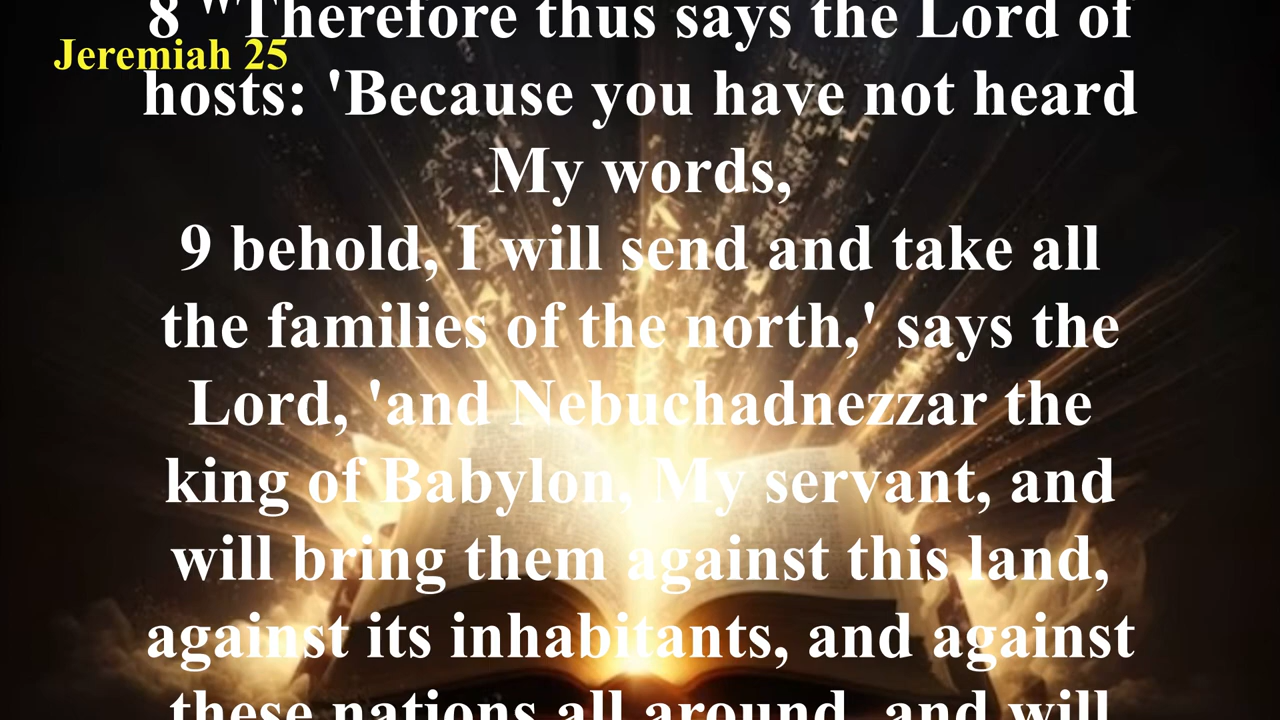 8 "Therefore thus says the Lord of
Jeremiah 25
hosts: 'Because you have not heard
My words,
9 behold, I will send and take all
the families of the north,' says the
Lord, 'and Nebuchadnezzar the
king of Babylon, My servant, and
will bring them against this land,
against its inhabitants, and against
these nations all around, and will